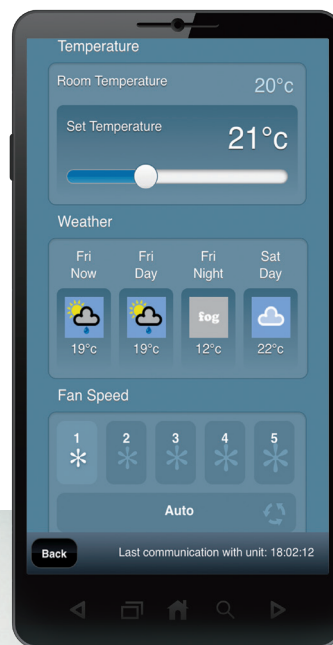 Temperature
Room Temperature 20°c
Set Temperature 21°c
Weather
Fri Fri Fri Sat
Now Day Night Day
fog
19°c 19°c 12°c 22°c
Fan Speed
1 2 3 4 5
Auto
Back Last communication with unit: 18:02:12